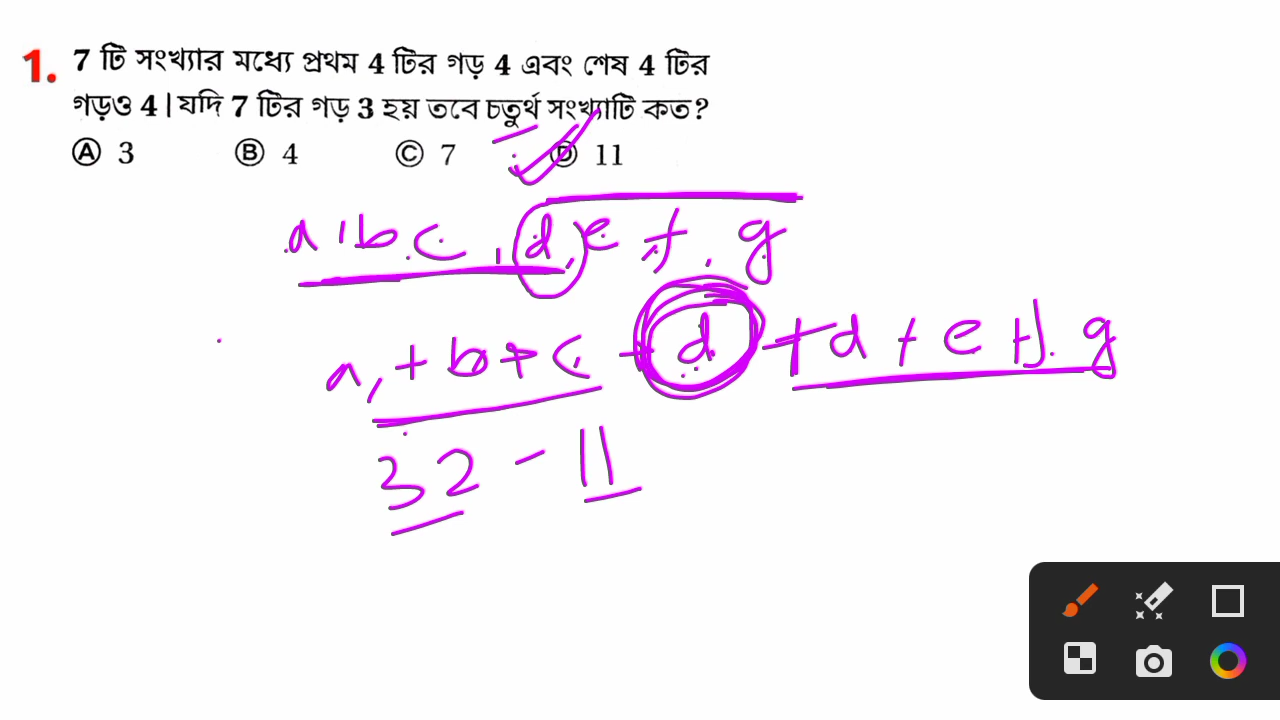 1. 7 টি সংখ্যার মধ্যে প্রথম 4 টির গড় 4 এবং শেষ 4 টির
গড়ও 4। যদি 7 টির গড় 3 হয় তবে চতুর্থ সংখ্যাটি কত?
Ⓐ 3 Ⓑ 4 Ⓒ 7 Ⓓ 11
a, b c, d, e f, g
a + b + c + d + d + e + f g
32 - 11